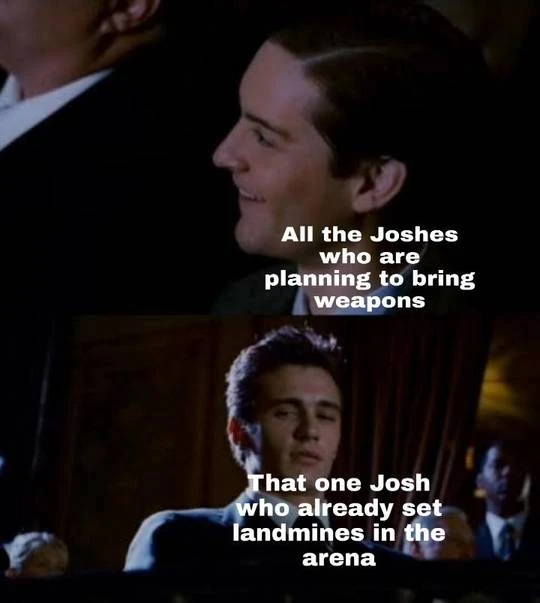 All the Joshes
who are
planning to bring
weapons
That one Josh
who already set
landmines in the
arena